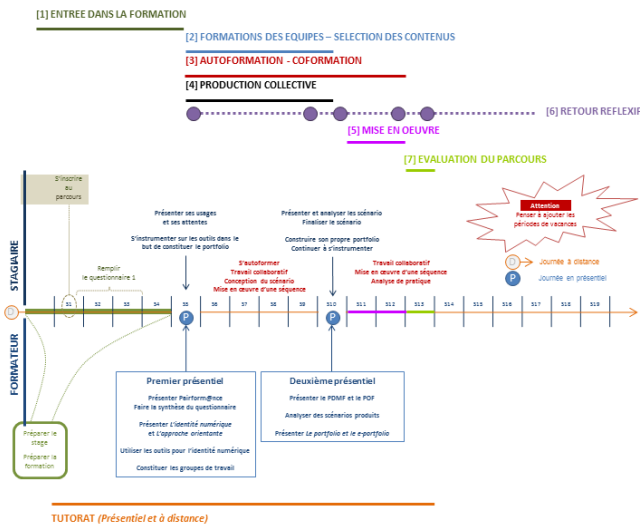 [1] ENTREE DANS LA FORMATION
[2] FORMATIONS DES EQUIPES – SELECTION DES CONTENUS
[3] AUTOFORMATION - COFORMATION
[4] PRODUCTION COLLECTIVE
[6] RETOUR REFLEXIF
[5] MISE EN OEUVRE
[7] EVALUATION DU PARCOURS
S'inscrire
au
parcours
Présenter ses usages
et ses attentes
S'instrumenter sur les outils dans le
but de constituer le portfolio
Présenter et analyser les scénario
Finaliser le scénario
Construire son propre portfolio
Continuer à s'instrumenter
Attention
Penser à ajouter les
périodes de vacances
D
Journée à distance
P
Journée en présentiel
STAGIAIRE
Remplir
le questionnaire 1
S'autoformer
Travail collaboratif
Conception du scénario
Mise en œuvre d'une séquence
Travail collaboratif
Mise en œuvre d'une séquence
Analyse de pratique
D
S1
S2
S3
S4
S5
S6
S7
S8
S9
S10
S11
S12
S13
S14
S15
S16
S17
S18
S19
P
P
FORMATEUR
Premier présentiel
Présenter Pairform@nce
Faire la synthèse du questionnaire
Présenter L'identité numérique
et L'approche orientante
Utiliser les outils pour l'identité numérique
Constituer les groupes de travail
Deuxième présentiel
Présenter le PDMF et le POF
Analyser des scénarios produits
Présenter Le portfolio et le e-portfolio
Préparer le
stage
Préparer la
formation
TUTORAT (Présentiel et à distance)